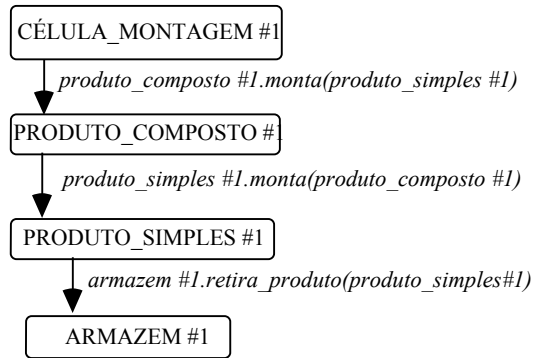 CÉLULA_MONTAGEM #1
produto_composto #1.monta(produto_simples #1)
PRODUTO_COMPOSTO #1
produto_simples #1.monta(produto_composto #1)
PRODUTO_SIMPLES #1
armazem #1.retira_produto(produto_simples#1)
ARMAZEM #1